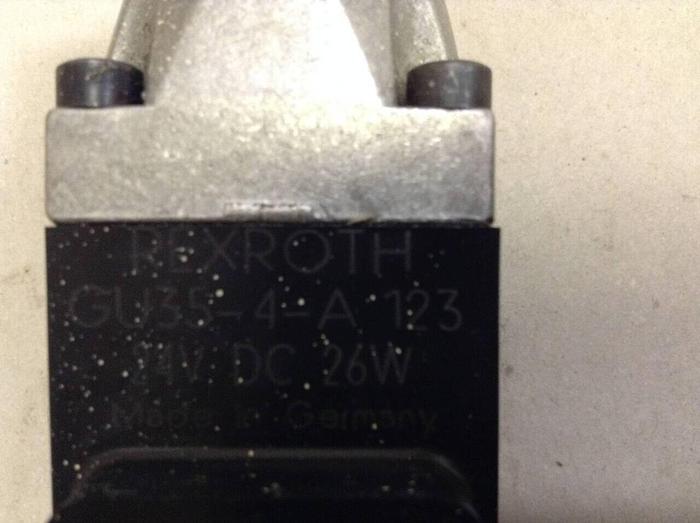 REXROTH
GU35-4-A 123
24V DC 26W
Made in Germany